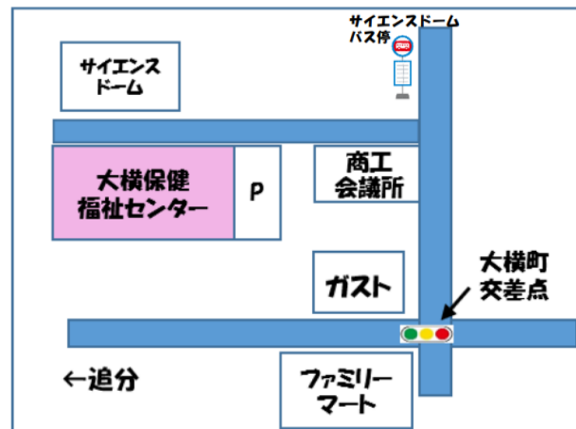 サイエンスドーム
バス停
サイエンス
ドーム
大横保健
福祉センター
P
商工
会議所
ガスト
大横町
交差点
←追分
ファミリー
マート